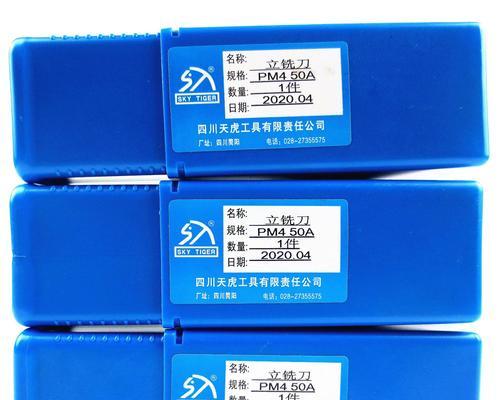 名称: 立铣刀
规格: PM4 50A
数量: 1件
日期: 2020.04
SKY TIGER
四川天虎工具有限责任公司
厂址: 四川简阳 电话: 028-27355575
名称: 立铣刀
规格: PM4 50A
数量: 1件
日期: 2020.04
SKY TIGER
四川天虎工具有限责任公司
厂址: 四川简阳 电话: 028-27355575
名称: 立铣刀
规格: PM4 50A